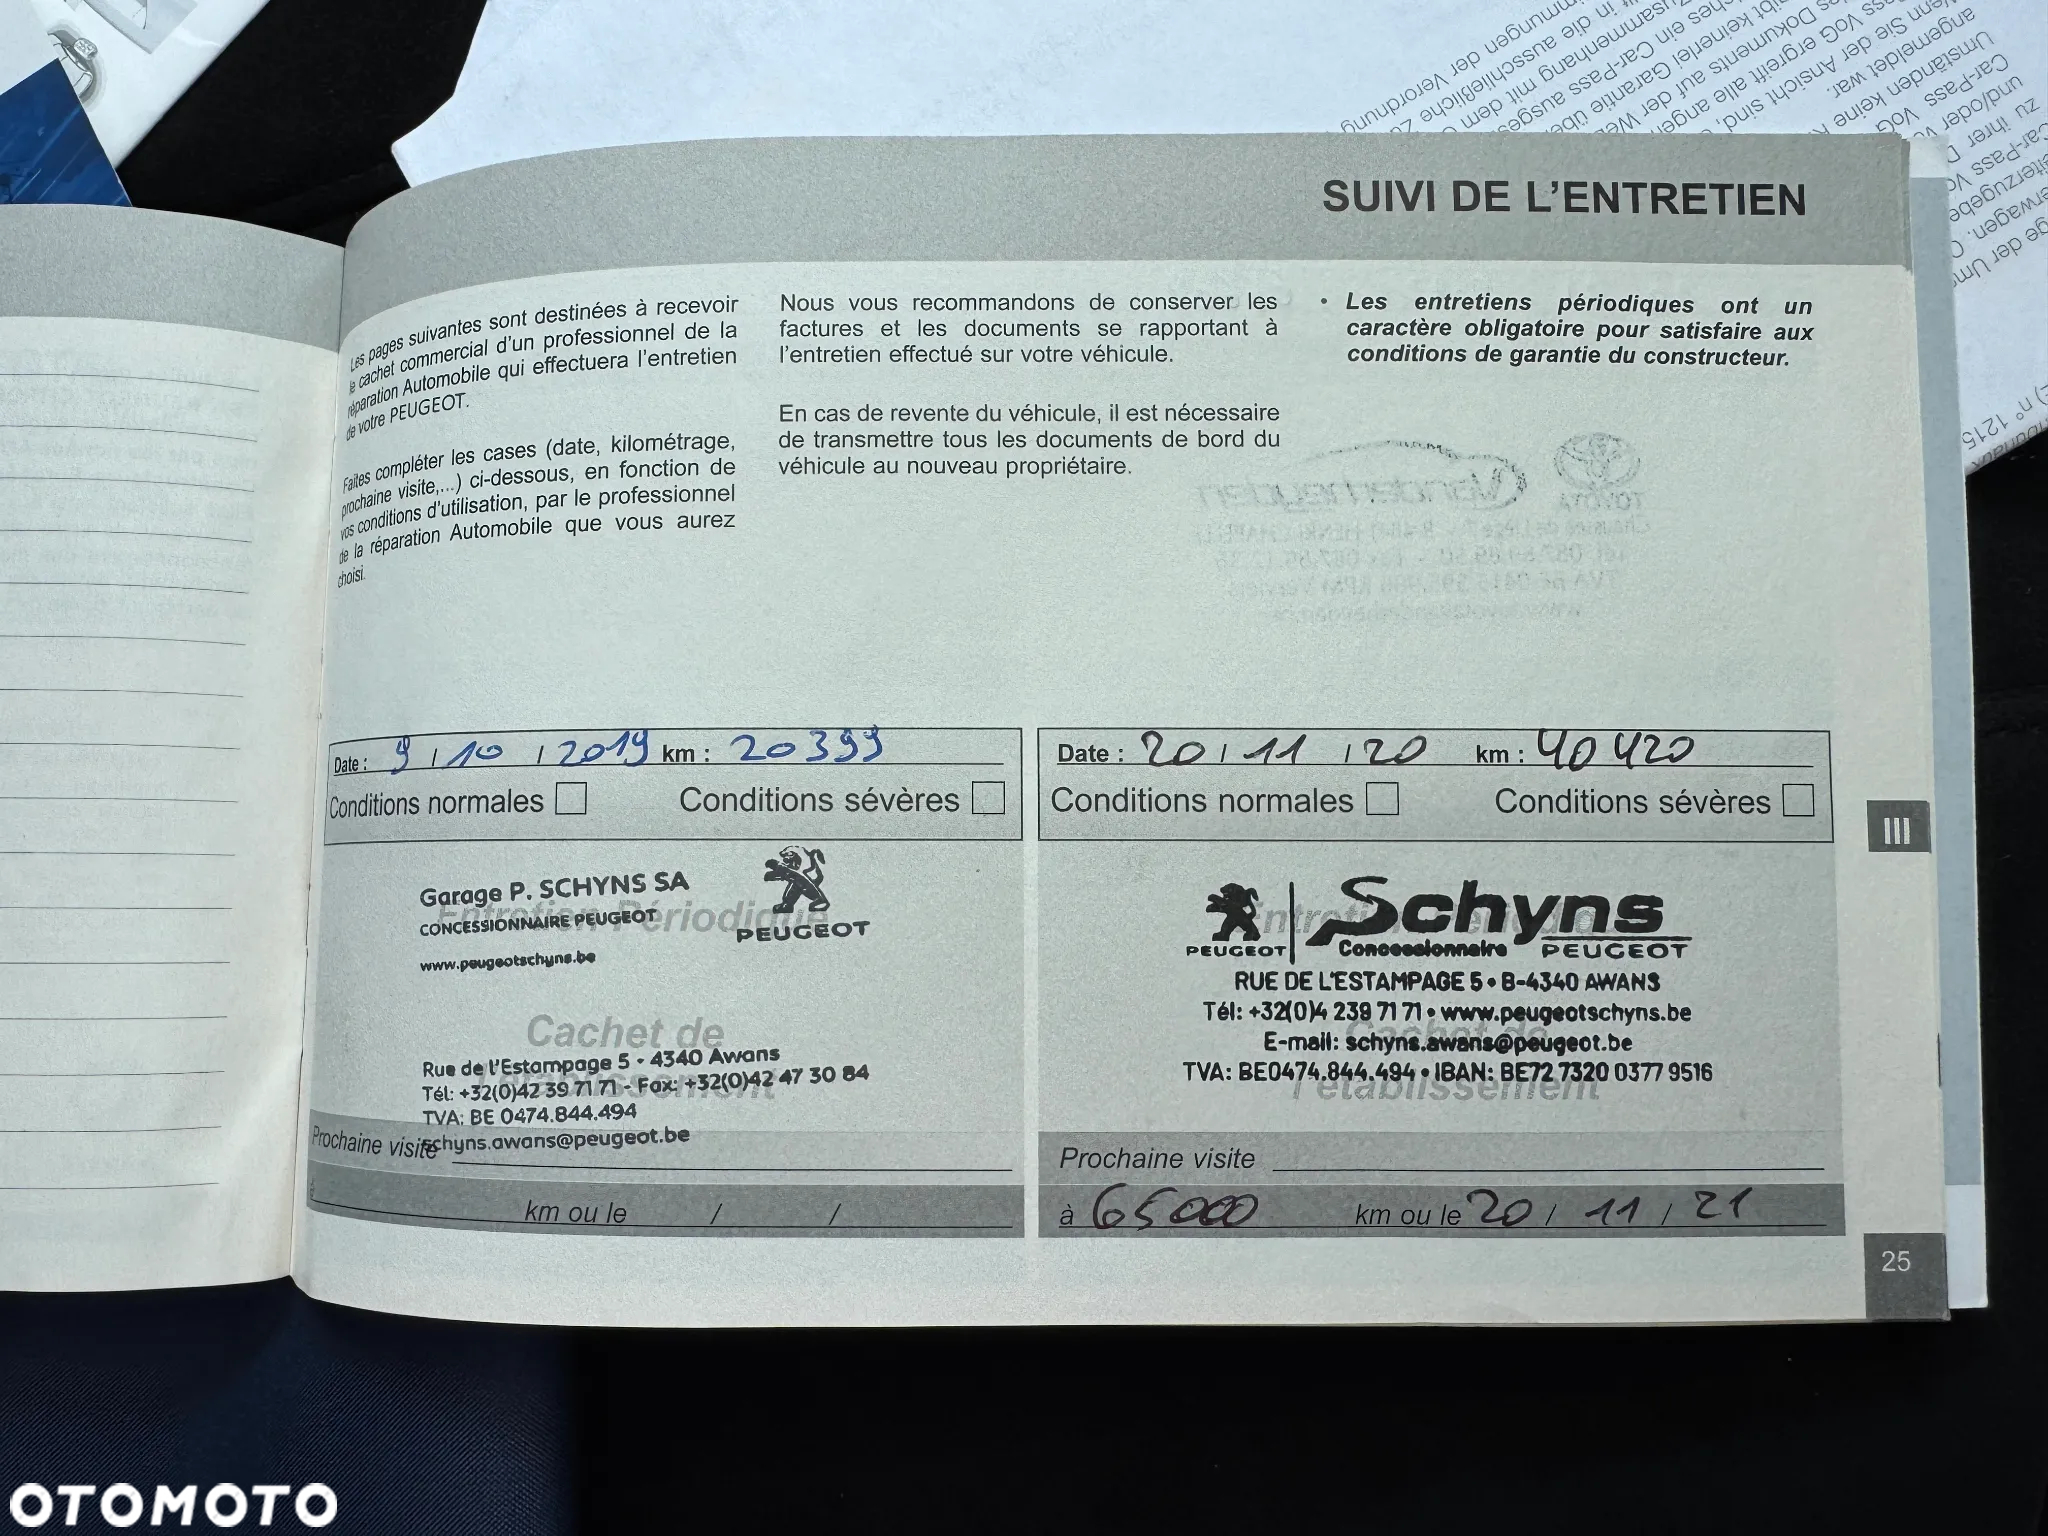 SUIVI DE L'ENTRETIEN
Les pages suivantes sont destinées à recevoir
le cachet commercial d'un professionnel de la
réparation Automobile qui effectuera l'entretien
de votre PEUGEOT.
Faites compléter les cases (date, kilométrage,
prochaine visite,...) ci-dessous, en fonction de
vos conditions d'utilisation, par le professionnel
de la réparation Automobile que vous aurez
choisi.
Nous vous recommandons de conserver les
factures et les documents se rapportant à
l'entretien effectué sur votre véhicule.
En cas de revente du véhicule, il est nécessaire
de transmettre tous les documents de bord du
véhicule au nouveau propriétaire.
• Les entretiens périodiques ont un
caractère obligatoire pour satisfaire aux
conditions de garantie du constructeur.
Date : 9 / 10 / 2019 km : 20399
Conditions normales Conditions sévères
Garage P. SCHYNS SA
CONCESSIONNAIRE PEUGEOT
PEUGEOT
www.peugeotschyns.be
Entretien Périodique
Cachet de
l'établissement
Rue de l'Estampage 5 - 4340 Awans
Tél: +32(0)42 39 71 71 - Fax: +32(0)42 47 30 84
TVA: BE 0474.844.494
schyns.awans@peugeot.be
Prochaine visite
à km ou le / /
Date : 20 / 11 / 20 km : 40420
Conditions normales Conditions sévères
PEUGEOT
Schyns
Concessionnaire PEUGEOT
Entretien Périodique
RUE DE L'ESTAMPAGE 5 • B-4340 AWANS
Tél: +32(0)4 239 71 71 • www.peugeotschyns.be
Cachet de
E-mail: schyns.awans@peugeot.be
TVA: BE0474.844.494 • IBAN: BE72 7320 0377 9516
l'établissement
Prochaine visite
à 65000 km ou le 20 / 11 / 21
III
25
OTOMOTO